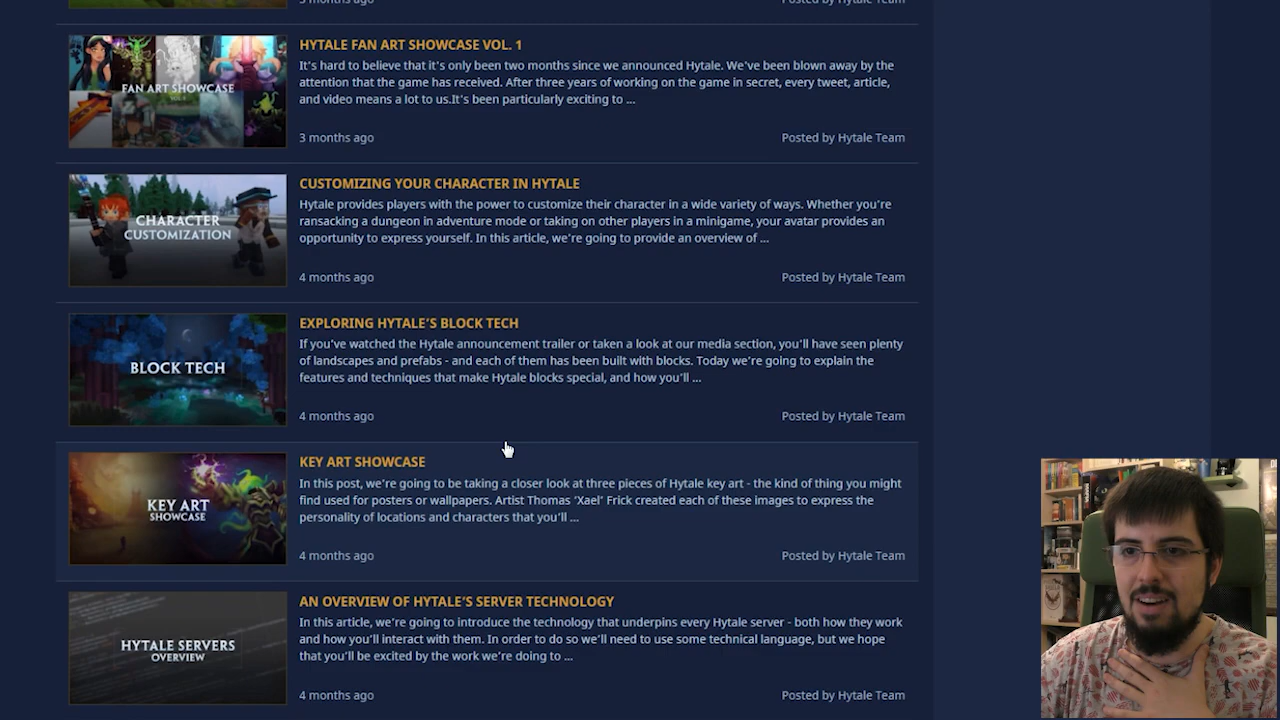 3 months ago
Posted by Hytale Team
FAN ART SHOWCASE
HYTALE FAN ART SHOWCASE VOL. 1
It's hard to believe that it's only been two months since we announced Hytale. We've been blown away by the
attention that the game has received. After three years of working on the game in secret, every tweet, article,
and video means a lot to us.It's been particularly exciting to ...
3 months ago
Posted by Hytale Team
CHARACTER
CUSTOMIZATION
CUSTOMIZING YOUR CHARACTER IN HYTALE
Hytale provides players with the power to customize their character in a wide variety of ways. Whether you're
ransacking a dungeon in adventure mode or taking on other players in a minigame, your avatar provides an
opportunity to express yourself. In this article, we're going to provide an overview of ...
4 months ago
Posted by Hytale Team
BLOCK TECH
EXPLORING HYTALE'S BLOCK TECH
If you've watched the Hytale announcement trailer or taken a look at our media section, you'll have seen plenty
of landscapes and prefabs - and each of them has been built with blocks. Today we're going to explain the
features and techniques that make Hytale blocks special, and how you'll ...
4 months ago
Posted by Hytale Team
KEY ART
SHOWCASE
KEY ART SHOWCASE
In this post, we're going to be taking a closer look at three pieces of Hytale key art - the kind of thing you might
find used for posters or wallpapers. Artist Thomas 'Xael' Frick created each of these images to express the
personality of locations and characters that you'll ...
4 months ago
Posted by Hytale Team
HYTALE SERVERS
OVERVIEW
AN OVERVIEW OF HYTALE'S SERVER TECHNOLOGY
In this article, we're going to introduce the technology that underpins every Hytale server - both how they work
and how you'll interact with them. In order to do so we'll need to use some technical language, but we hope
that you'll be excited by the work we're doing to ...
4 months ago
Posted by Hytale Team